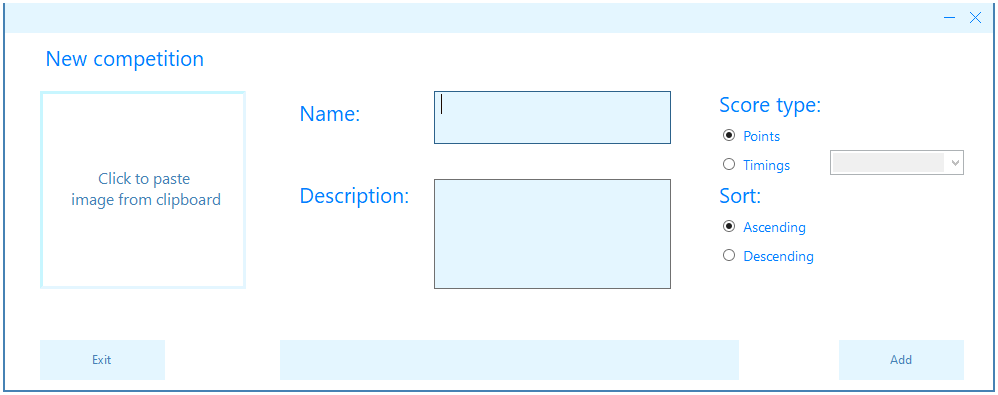 New competition
Click to paste
image from clipboard
Name:
Description:
Score type:
Points
Timings
Sort:
Ascending
Descending
Exit
Add